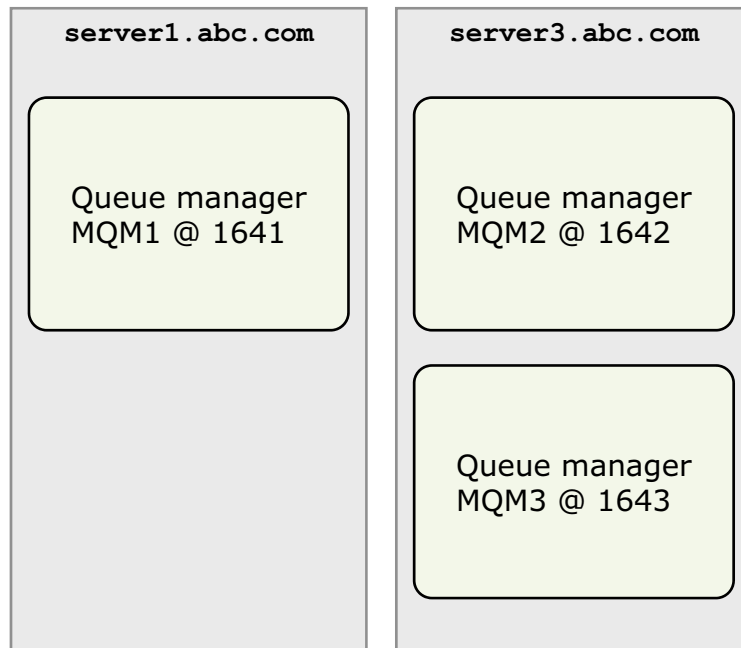 server1.abc.com
Queue manager
MQM1 @ 1641
server3.abc.com
Queue manager
MQM2 @ 1642
Queue manager
MQM3 @ 1643